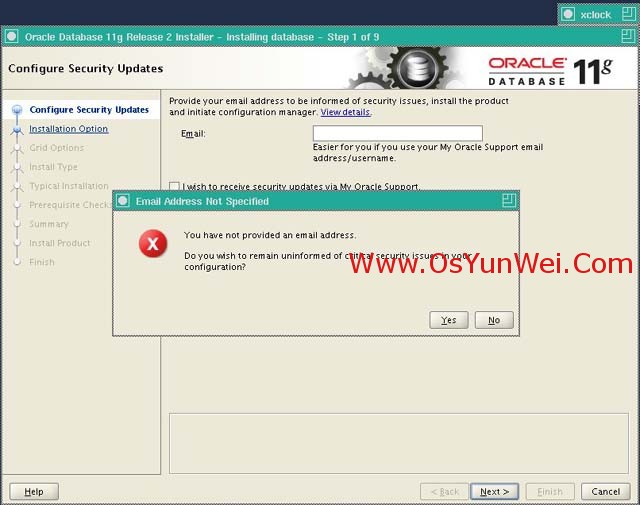 xclock
Oracle Database 11g Release 2 Installer - Installing database - Step 1 of 9
Configure Security Updates
ORACLE®
DATABASE 11g
Configure Security Updates
Installation Option
Grid Options
Install Type
Typical Installation
Prerequisite Checks
Summary
Install Product
Finish
Provide your email address to be informed of security issues, install the product
and initiate configuration manager. View details.
Email:
Easier for you if you use your My Oracle Support email
address/username.
I wish to receive security updates via My Oracle Support.
Email Address Not Specified
You have not provided an email address.
Do you wish to remain uninformed of critical security issues in your
configuration?
www.OsYunWei.Com
Yes
No
Help
< Back
Next >
Finish
Cancel